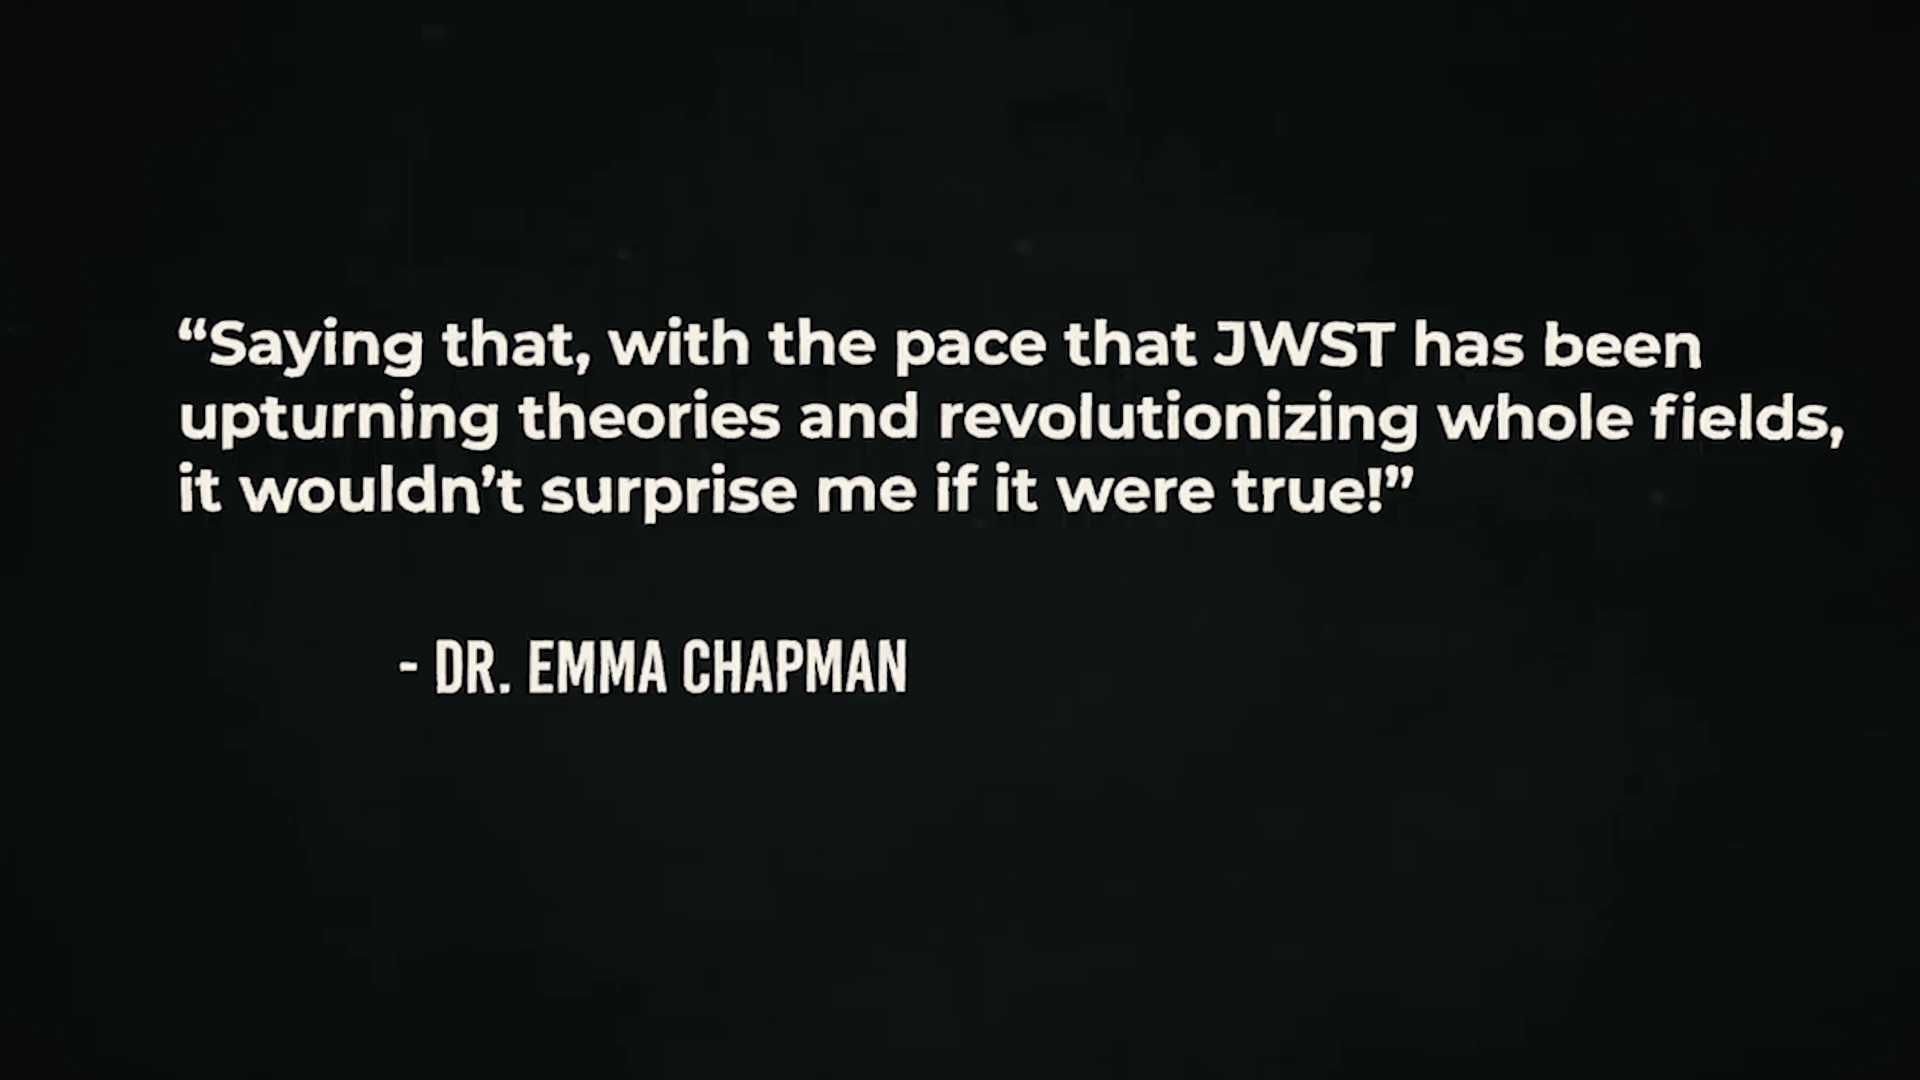 “Saying that, with the pace that JWST has been
upturning theories and revolutionizing whole fields,
it wouldn’t surprise me if it were true!”
- DR. EMMA CHAPMAN